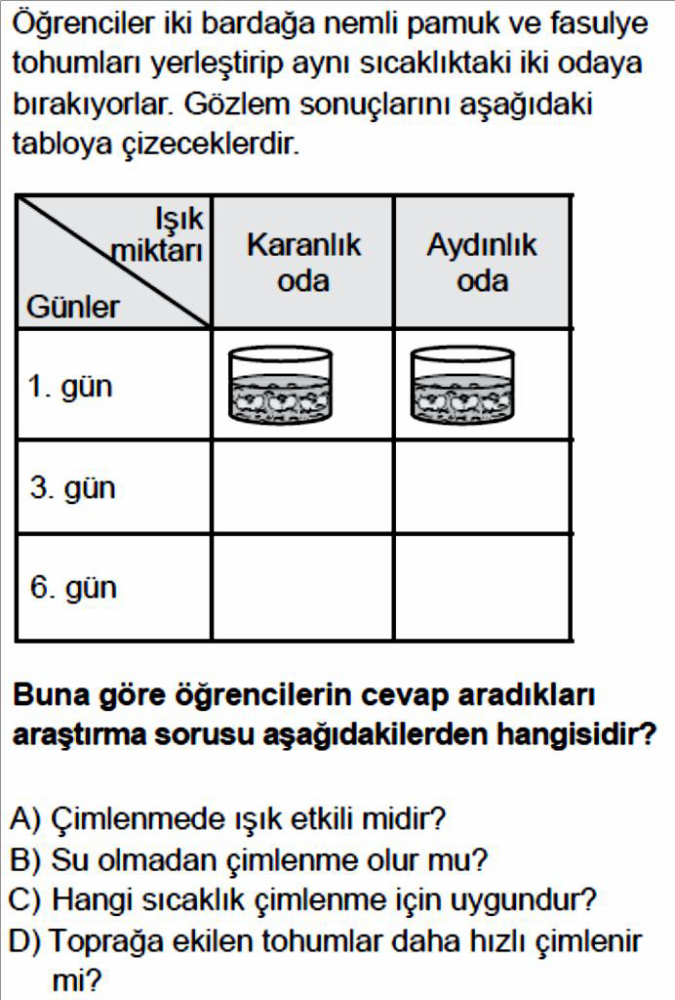 Öğrenciler iki bardağa nemli pamuk ve fasulye
tohumları yerleştirip aynı sıcaklıktaki iki odaya
bırakıyorlar. Gözlem sonuçlarını aşağıdaki
tabloya çizeceklerdir.
Işık
miktarı
Günler
Karanlık
oda
Aydınlık
oda
1. gün
3. gün
6. gün
Buna göre öğrencilerin cevap aradıkları
araştırma sorusu aşağıdakilerden hangisidir?
A) Çimlenmede ışık etkili midir?
B) Su olmadan çimlenme olur mu?
C) Hangi sıcaklık çimlenme için uygundur?
D) Toprağa ekilen tohumlar daha hızlı çimlenir
mi?